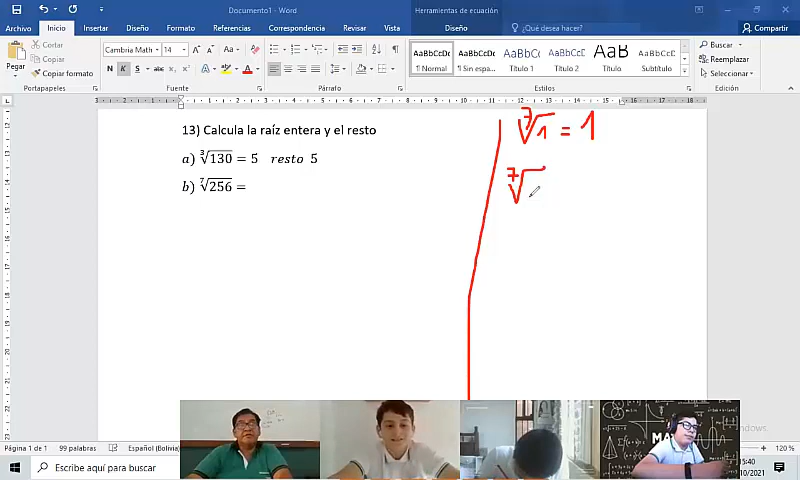 Documento1 - Word
Herramientas de ecuación
Archivo Inicio Insertar Diseño Formato Referencias Correspondencia Revisar Vista Diseño ¿Qué desea hacer? Compartir
Pegar
Cortar
Copiar
Copiar formato
Portapapeles
Cambria Math 14
N K S abc
Fuente
Párrafo
AaBbCcDc AaBbCcDc AaBbCc AaBbCcC AaB AaBbCcC
¶ Normal ¶ Sin espa... Título 1 Título 2 Título Subtítulo
Estilos
Buscar
Reemplazar
Seleccionar
Edición
13) Calcula la raíz entera y el resto
a) ∛130 = 5 resto 5
b) ⁷√256 =
⁷√1 = 1
⁷√
Página 1 de 1 99 palabras Español (Bolivia) 120 %
Escribe aquí para buscar
15:40